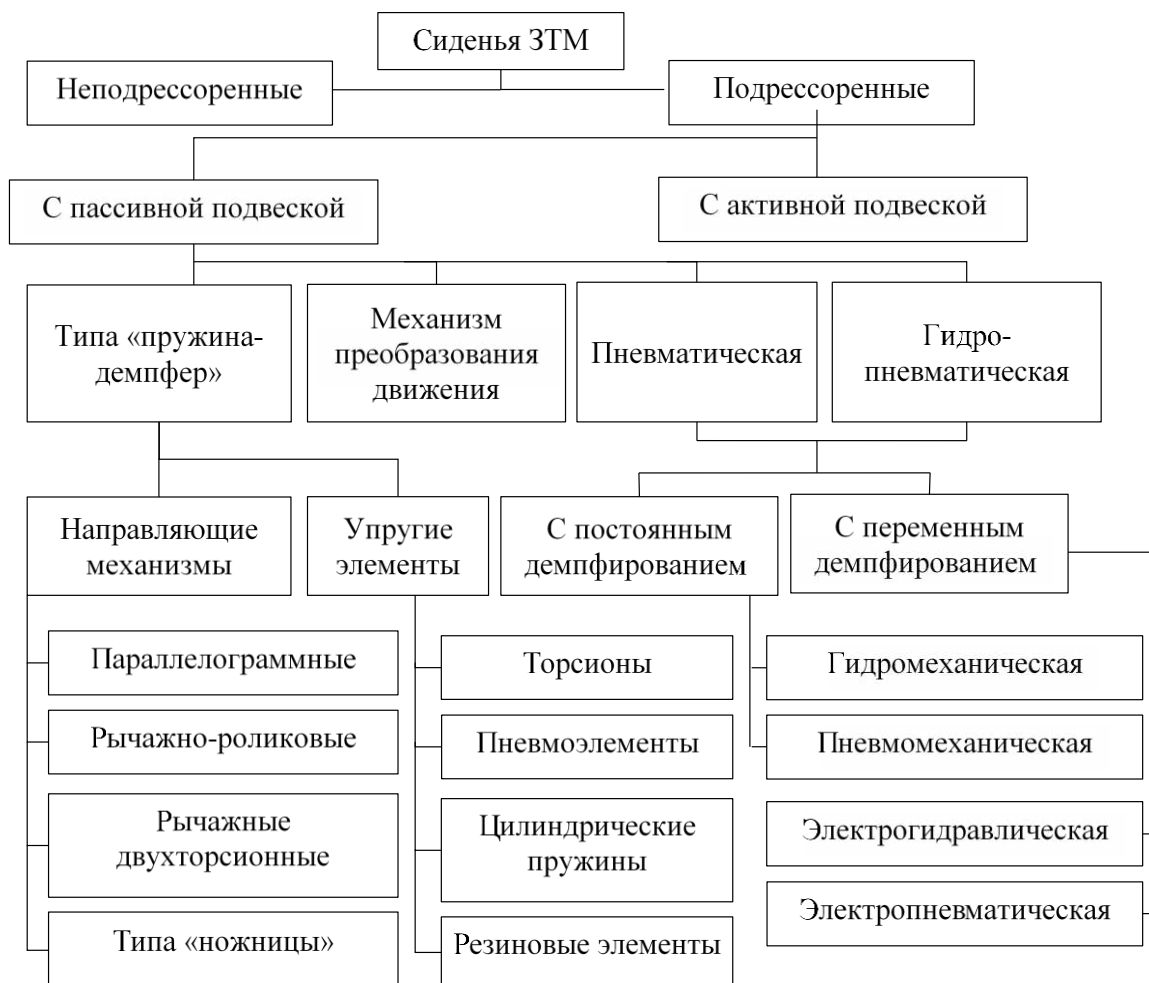 Сиденья ЗТМ
Неподрессоренные
Подрессоренные
С пассивной подвеской
С активной подвеской
Типа «пружина-
демпфер»
Механизм
преобразования
движения
Пневматическая
Гидро-
пневматическая
Направляющие
механизмы
Упругие
элементы
С постоянным
демпфированием
С переменным
демпфированием
Параллелограммные
Рычажно-роликовые
Рычажные
двухторсионные
Типа «ножницы»
Торсионы
Пневмоэлементы
Цилиндрические
пружины
Резиновые элементы
Гидромеханическая
Пневмомеханическая
Электрогидравлическая
Электропневматическая